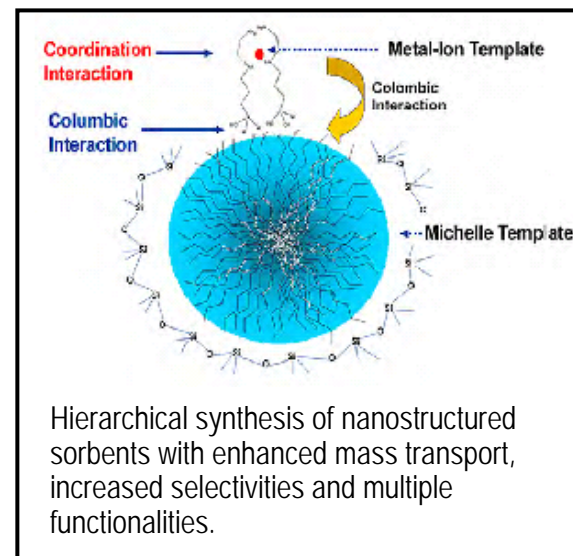 Coordination
Interaction
Metal-Ion Template
Colombic
Interaction
Columbic
Interaction
Michelle Template
Hierarchical synthesis of nanostructured
sorbents with enhanced mass transport,
increased selectivities and multiple
functionalities.